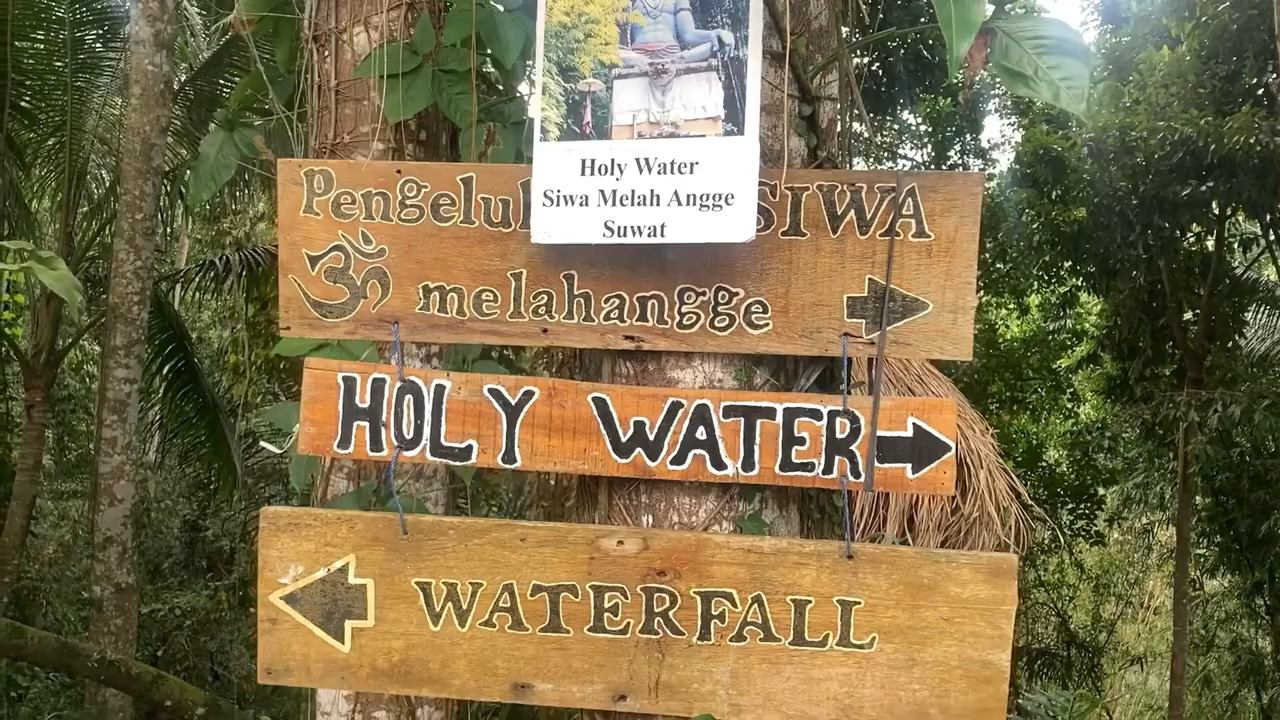 Holy Water
Siwa Melah Angge
Suwat
SIWA
ॐ melahangge
HOLY WATER
WATERFALL